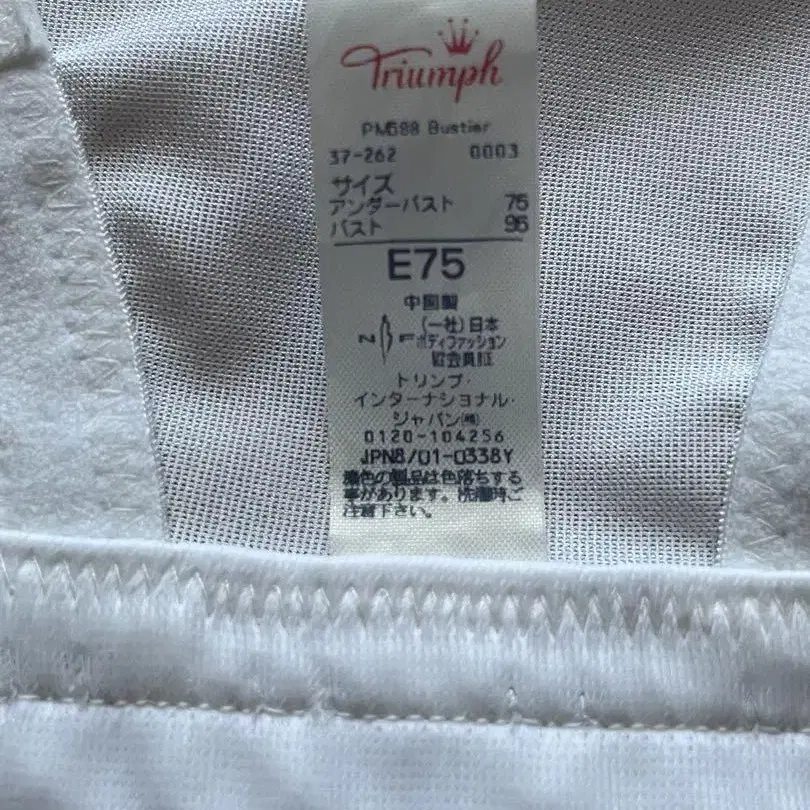 Triumph
PM588 Bustier
37-262 0003
サイズ
アンダーバスト 75
バスト 95
E75
中国製
NBF (一社)日本
ボディファッション
協会員証
トリンプ・
インターナショナル・
ジャパン㈱
0120-104256
JPN8/01-0338Y
濃色の製品は色落ちする
事があります。洗濯時ご
注意下さい。